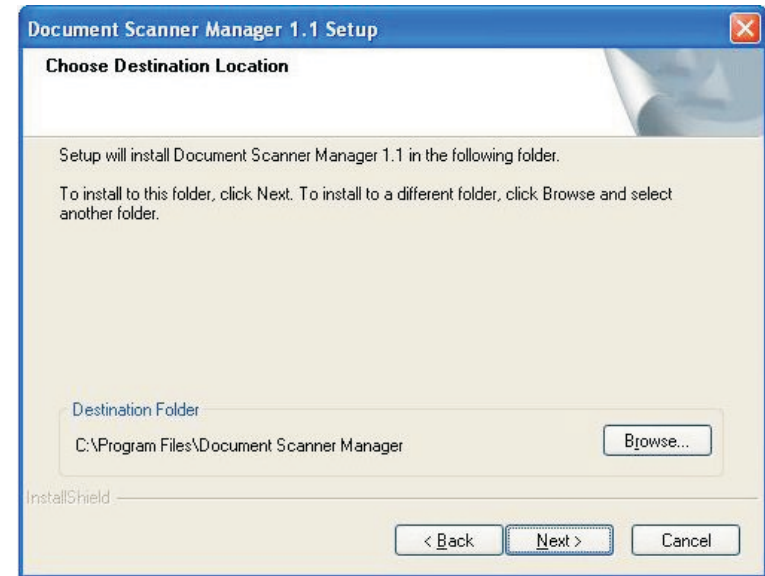 Document Scanner Manager 1.1 Setup
Choose Destination Location
Setup will install Document Scanner Manager 1.1 in the following folder.
To install to this folder, click Next. To install to a different folder, click Browse and select
another folder.
Destination Folder
C:\Program Files\Document Scanner Manager
Browse...
InstallShield
< Back
Next >
Cancel